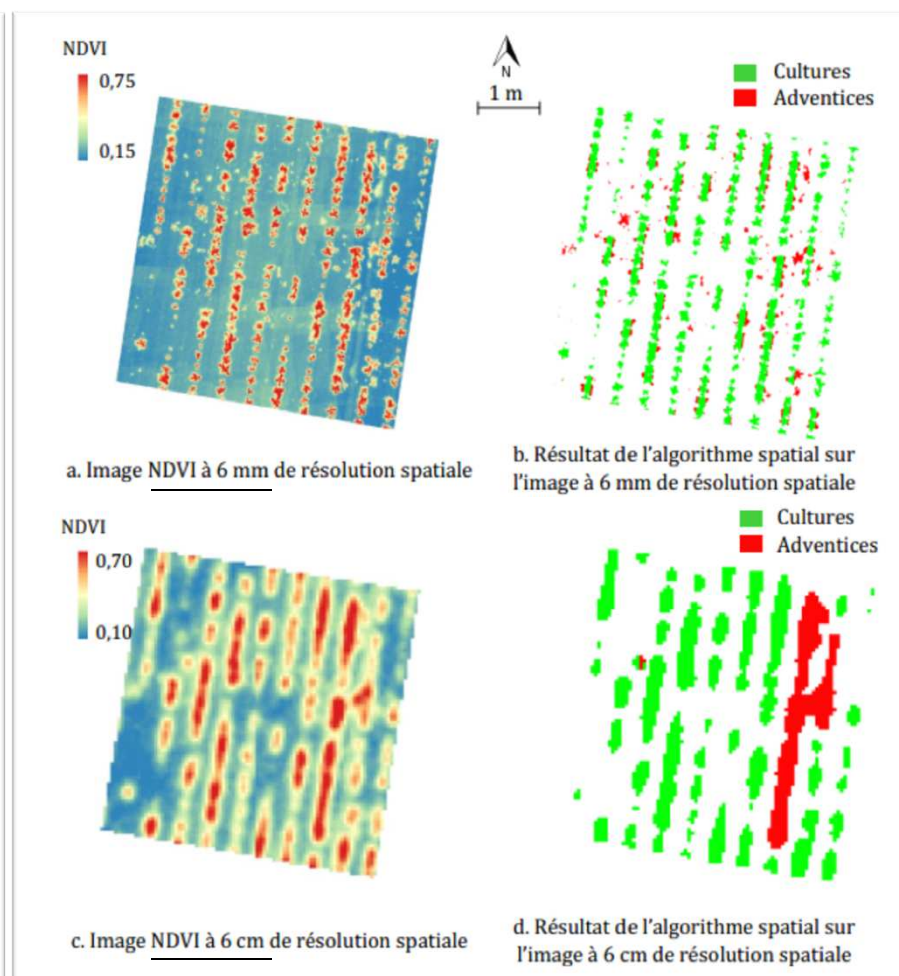 NDVI
0,75
0,15
N
1 m
Cultures
Adventices
a. Image NDVI à 6 mm de résolution spatiale
b. Résultat de l'algorithme spatial sur
l'image à 6 mm de résolution spatiale
NDVI
0,70
0,10
Cultures
Adventices
c. Image NDVI à 6 cm de résolution spatiale
d. Résultat de l'algorithme spatial sur
l'image à 6 cm de résolution spatiale